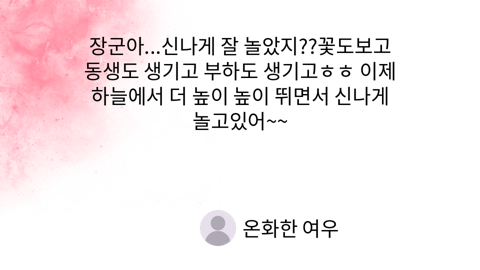 장군아...신나게 잘 놀았지??꽃도보고
동생도 생기고 부하도 생기고ㅎㅎ 이제
하늘에서 더 높이 높이 뛰면서 신나게
놀고있어~~
온화한 여우